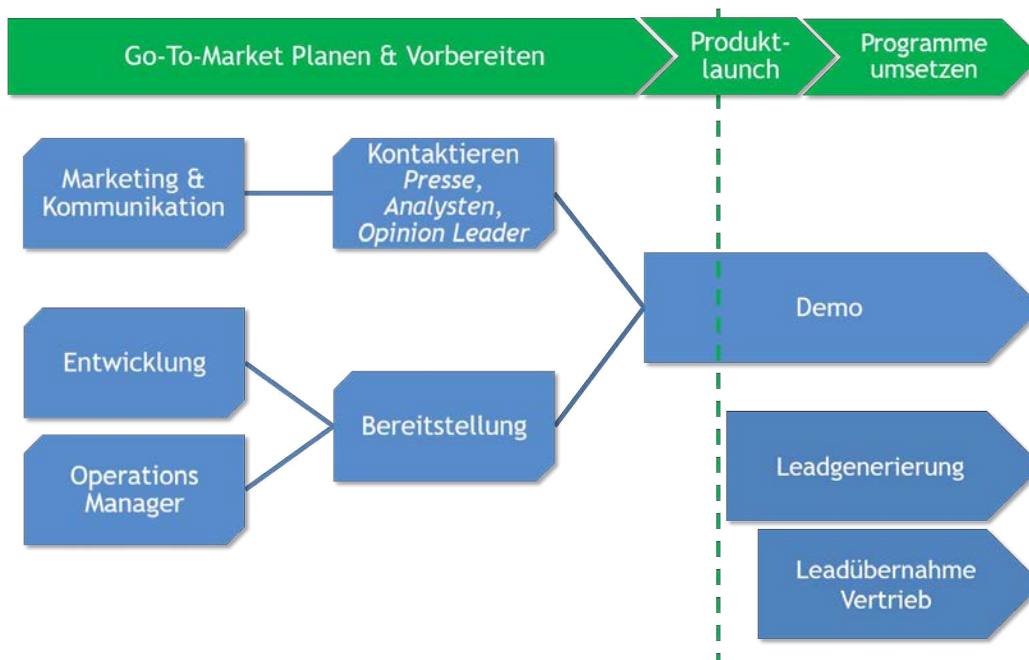 Go-To-Market Planen & Vorbereiten
Produkt-
launch
Programme
umsetzen
Marketing &
Kommunikation
Kontaktieren
Presse,
Analysten,
Opinion Leader
Demo
Entwicklung
Bereitstellung
Operations
Manager
Leadgenerierung
Leadübernahme
Vertrieb